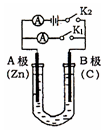 A K₂
A K₁
A极 B极
(Zn) (C)